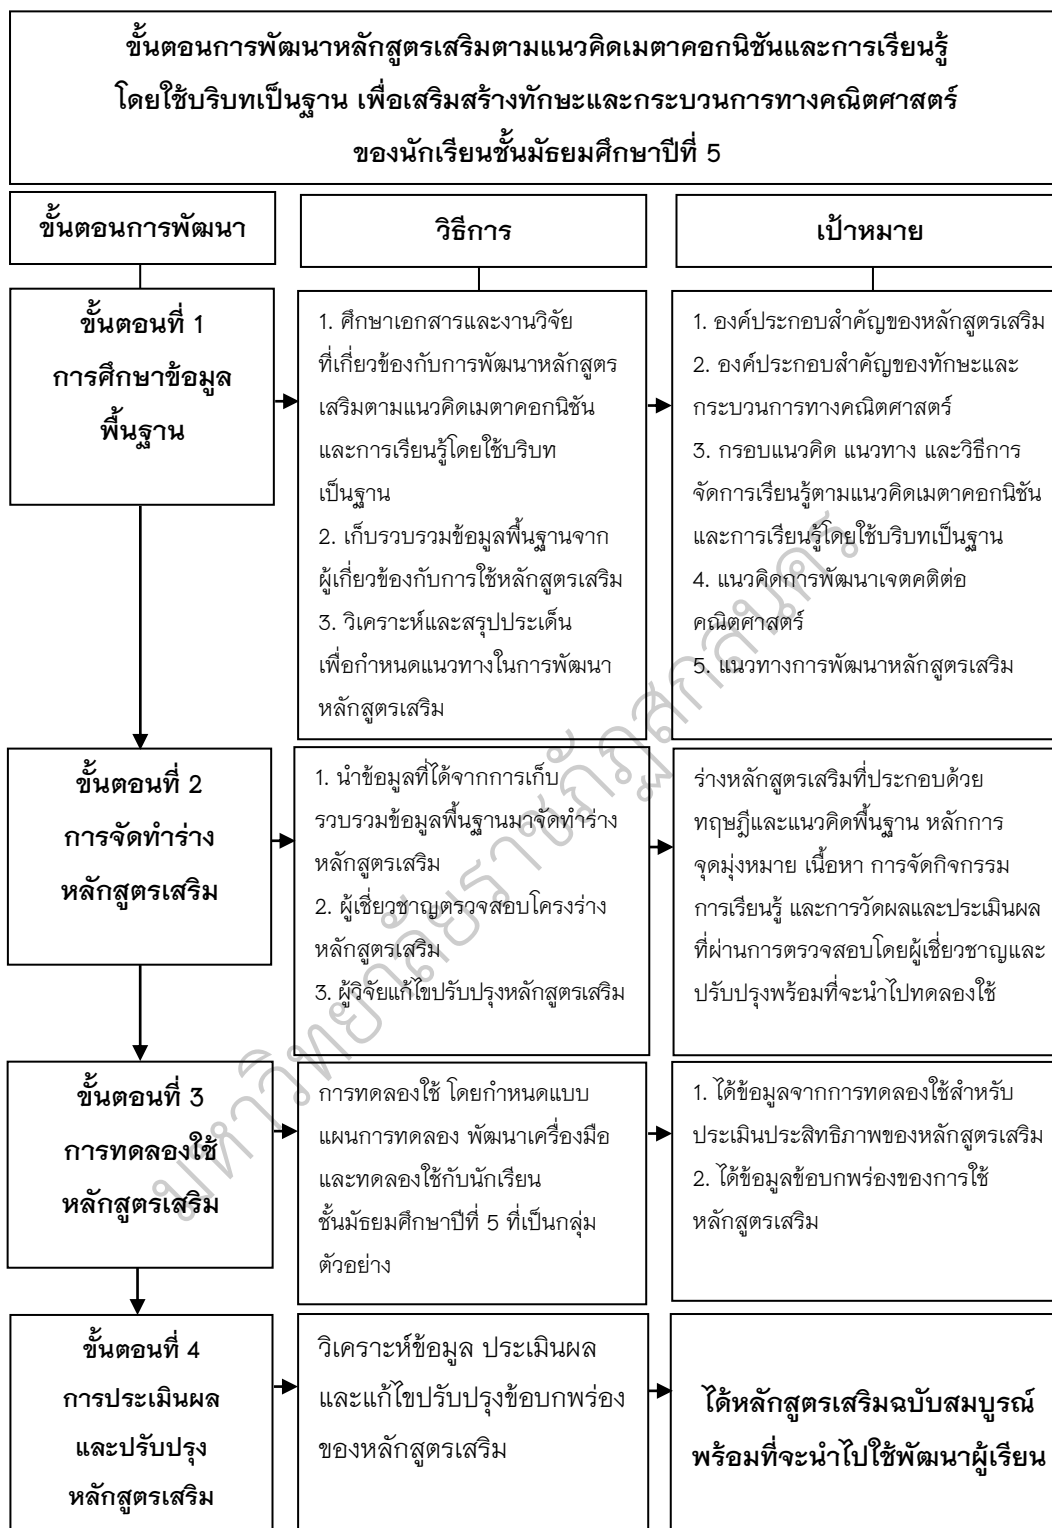 ขั้นตอนการพัฒนาหลักสูตรเสริมตามแนวคิดเมตาคอกนิชันและการเรียนรู้
โดยใช้บริบทเป็นฐาน เพื่อเสริมสร้างทักษะและกระบวนการทางคณิตศาสตร์
ของนักเรียนชั้นมัธยมศึกษาปีที่ 5
ขั้นตอนการพัฒนา
วิธีการ
เป้าหมาย
ขั้นตอนที่ 1
การศึกษาข้อมูล
พื้นฐาน
1. ศึกษาเอกสารและงานวิจัย
ที่เกี่ยวข้องกับการพัฒนาหลักสูตร
เสริมตามแนวคิดเมตาคอกนิชัน
และการเรียนรู้โดยใช้บริบท
เป็นฐาน
2. เก็บรวบรวมข้อมูลพื้นฐานจาก
ผู้เกี่ยวข้องกับการใช้หลักสูตรเสริม
3. วิเคราะห์และสรุปประเด็น
เพื่อกำหนดแนวทางในการพัฒนา
หลักสูตรเสริม
1. องค์ประกอบสำคัญของหลักสูตรเสริม
2. องค์ประกอบสำคัญของทักษะและ
กระบวนการทางคณิตศาสตร์
3. กรอบแนวคิด แนวทาง และวิธีการ
จัดการเรียนรู้ตามแนวคิดเมตาคอกนิชัน
และการเรียนรู้โดยใช้บริบทเป็นฐาน
4. แนวคิดการพัฒนาเจตคติต่อ
คณิตศาสตร์
5. แนวทางการพัฒนาหลักสูตรเสริม
ขั้นตอนที่ 2
การจัดทำร่าง
หลักสูตรเสริม
1. นำข้อมูลที่ได้จากการเก็บ
รวบรวมข้อมูลพื้นฐานมาจัดทำร่าง
หลักสูตรเสริม
2. ผู้เชี่ยวชาญตรวจสอบโครงร่าง
หลักสูตรเสริม
3. ผู้วิจัยแก้ไขปรับปรุงหลักสูตรเสริม
ร่างหลักสูตรเสริมที่ประกอบด้วย
ทฤษฎีและแนวคิดพื้นฐาน หลักการ
จุดมุ่งหมาย เนื้อหา การจัดกิจกรรม
การเรียนรู้ และการวัดผลและประเมินผล
ที่ผ่านการตรวจสอบโดยผู้เชี่ยวชาญและ
ปรับปรุงพร้อมที่จะนำไปทดลองใช้
ขั้นตอนที่ 3
การทดลองใช้
หลักสูตรเสริม
การทดลองใช้ โดยกำหนดแบบ
แผนการทดลอง พัฒนาเครื่องมือ
และทดลองใช้กับนักเรียน
ชั้นมัธยมศึกษาปีที่ 5 ที่เป็นกลุ่ม
ตัวอย่าง
1. ได้ข้อมูลจากการทดลองใช้สำหรับ
ประเมินประสิทธิภาพของหลักสูตรเสริม
2. ได้ข้อมูลข้อบกพร่องของการใช้
หลักสูตรเสริม
ขั้นตอนที่ 4
การประเมินผล
และปรับปรุง
หลักสูตรเสริม
วิเคราะห์ข้อมูล ประเมินผล
และแก้ไขปรับปรุงข้อบกพร่อง
ของหลักสูตรเสริม
ได้หลักสูตรเสริมฉบับสมบูรณ์
พร้อมที่จะนำไปใช้พัฒนาผู้เรียน
มหาวิทยาลัยราชภัฏสกลนคร